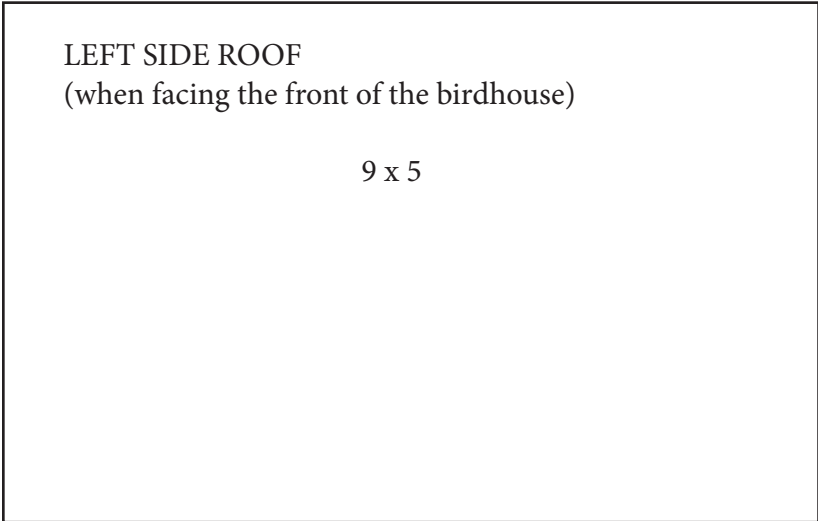 LEFT SIDE ROOF
(when facing the front of the birdhouse)
9 x 5